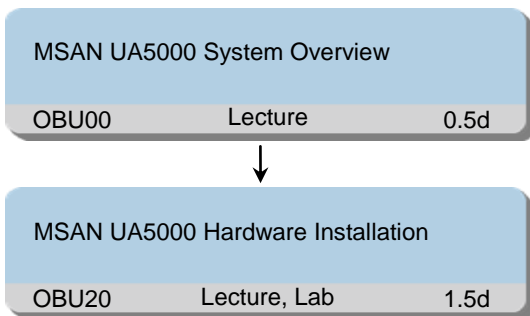 MSAN UA5000 System Overview
OBU00 Lecture 0.5d
MSAN UA5000 Hardware Installation
OBU20 Lecture, Lab 1.5d